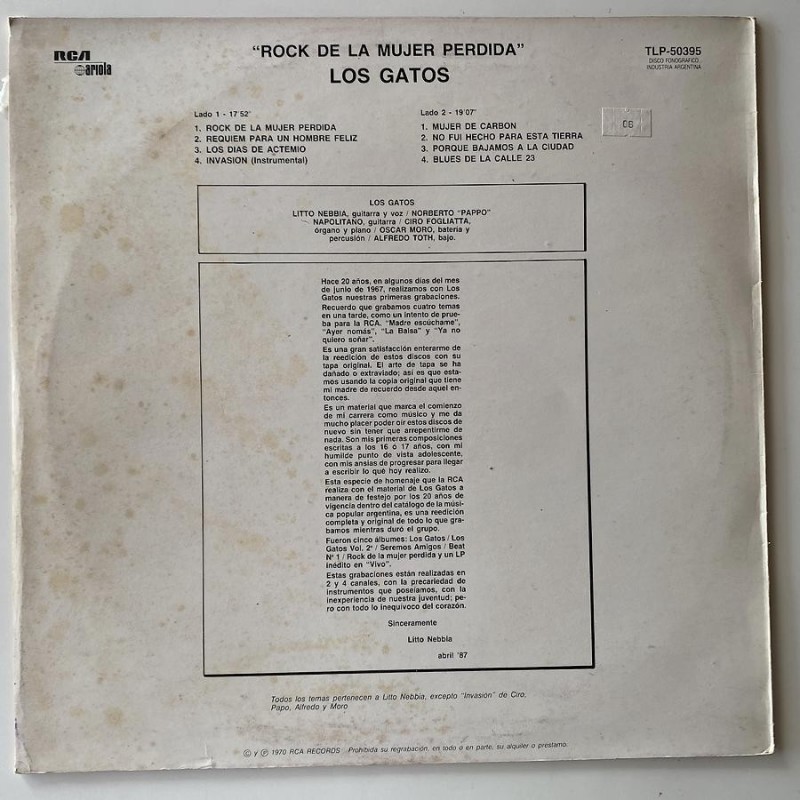 RCA
ariola
"ROCK DE LA MUJER PERDIDA"
LOS GATOS
TLP-50395
DISCO FONOGRAFICO
INDUSTRIA ARGENTINA
Lado 1 - 17'52"
1. ROCK DE LA MUJER PERDIDA
2. REQUIEM PARA UN HOMBRE FELIZ
3. LOS DIAS DE ACTEMIO
4. INVASION (Instrumental)
Lado 2 - 19'07"
1. MUJER DE CARBON
2. NO FUI HECHO PARA ESTA TIERRA
3. PORQUE BAJAMOS A LA CIUDAD
4. BLUES DE LA CALLE 23
06
LOS GATOS
LITTO NEBBIA, guitarra y voz / NORBERTO "PAPPO"
NAPOLITANO, guitarra / CIRO FOGLIATTA,
órgano y piano / OSCAR MORO, batería y
percusión / ALFREDO TOTH, bajo.
Hace 20 años, en algunos días del mes
de junio de 1967, realizamos con Los
Gatos nuestras primeras grabaciones.
Recuerdo que grabamos cuatro temas
en una tarde, como un intento de prue-
ba para la RCA. "Madre escúchame",
"Ayer nomás", "La Balsa" y "Ya no
quiero soñar".
Es una gran satisfacción enterarme de
la reedición de estos discos con su
tapa original. El arte de tapa se ha
dañado o extraviado; así es que esta-
mos usando la copia original que tiene
mi madre de recuerdo desde aquel en-
tonces.
Es un material que marca el comienzo
de mi carrera como músico y me da
mucho placer poder oír estos discos de
nuevo sin tener que arrepentirme de
nada. Son mis primeras composiciones
escritas a los 16 ó 17 años, con mi
humilde punto de vista adolescente,
con mis ansias de progresar para llegar
a escribir lo qué hoy realizo.
Esta especie de homenaje que la RCA
realiza con el material de Los Gatos a
manera de festejo por los 20 años de
vigencia dentro del catálogo de la músi-
ca popular argentina, es una reedición
completa y original de todo lo que gra-
bamos mientras duró el grupo.
Fueron cinco álbumes: Los Gatos / Los
Gatos Vol. 2º / Seremos Amigos / Beat
Nº 1 / Rock de la mujer perdida y un LP
inédito en "Vivo".
Estas grabaciones están realizadas en
2 y 4 canales, con la precariedad de
instrumentos que poseíamos, con la
inexperiencia de nuestra juventud; pe-
ro con todo lo inequívoco del corazón.
Sinceramente
Litto Nebbia
abril '87
Todos los temas pertenecen a Litto Nebbia, excepto "Invasión" de Ciro,
Papo, Alfredo y Moro
© y ℗ 1970 RCA RECORDS Prohibida su regrabación, en todo o en parte, su alquiler o préstamo.